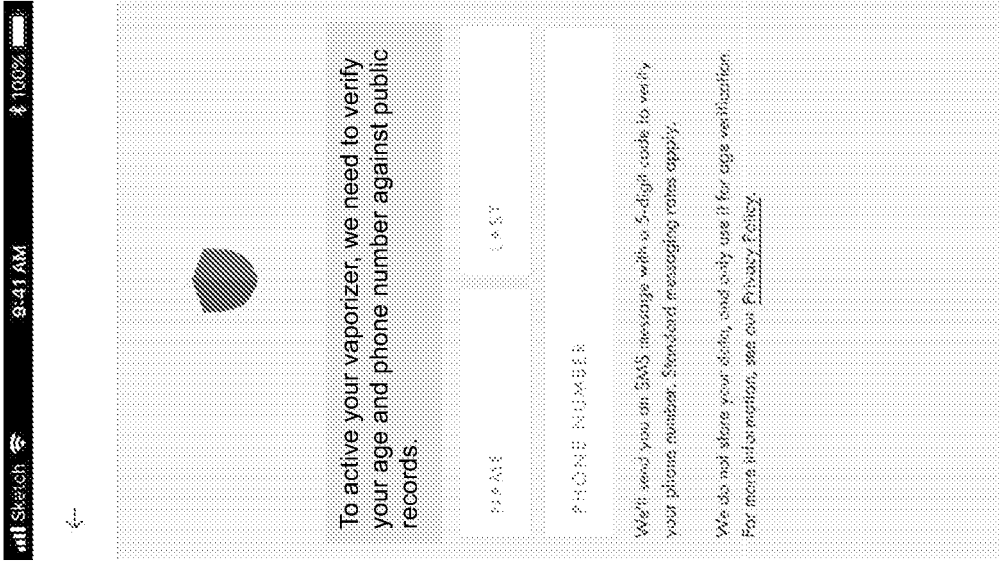 Sketch 9:41 AM 100%
←
To active your vaporizer, we need to verify
your age and phone number against public
records.
NAME LAST
PHONE NUMBER
We'll send you an SMS message with a 5-digit code to verify
your phone number. Standard messaging rates apply.
We do not store your data, and only use it for age verification.
For more information, see our Privacy Policy.